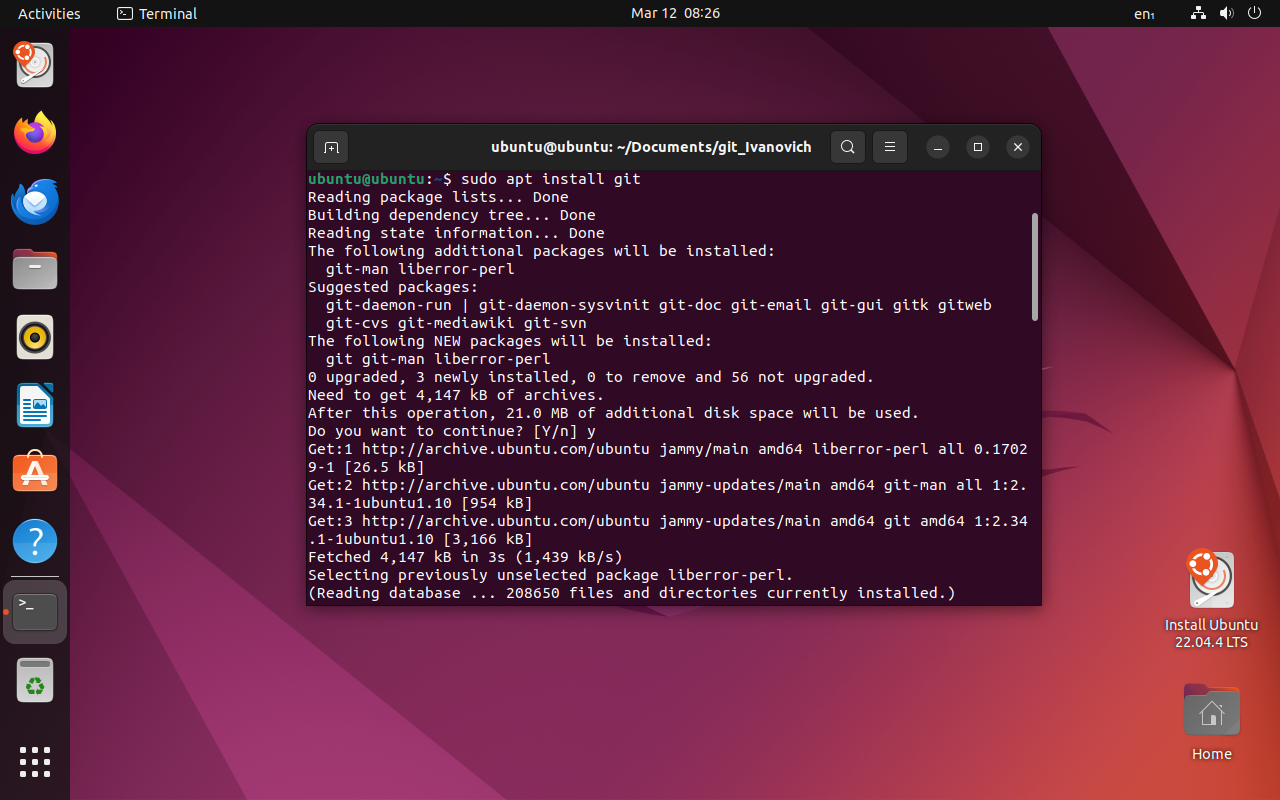 Activities
Terminal
Mar 12 08:26
en₁
ubuntu@ubuntu: ~/Documents/git_Ivanovich
ubuntu@ubuntu:~$ sudo apt install git
Reading package lists... Done
Building dependency tree... Done
Reading state information... Done
The following additional packages will be installed:
  git-man liberror-perl
Suggested packages:
  git-daemon-run | git-daemon-sysvinit git-doc git-email git-gui gitk gitweb
  git-cvs git-mediawiki git-svn
The following NEW packages will be installed:
  git git-man liberror-perl
0 upgraded, 3 newly installed, 0 to remove and 56 not upgraded.
Need to get 4,147 kB of archives.
After this operation, 21.0 MB of additional disk space will be used.
Do you want to continue? [Y/n] y
Get:1 http://archive.ubuntu.com/ubuntu jammy/main amd64 liberror-perl all 0.1702
9-1 [26.5 kB]
Get:2 http://archive.ubuntu.com/ubuntu jammy-updates/main amd64 git-man all 1:2.
34.1-1ubuntu1.10 [954 kB]
Get:3 http://archive.ubuntu.com/ubuntu jammy-updates/main amd64 git amd64 1:2.34
.1-1ubuntu1.10 [3,166 kB]
Fetched 4,147 kB in 3s (1,439 kB/s)
Selecting previously unselected package liberror-perl.
(Reading database ... 208650 files and directories currently installed.)
Install Ubuntu
22.04.4 LTS
Home